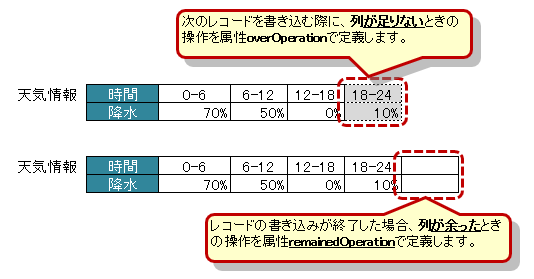 次のレコードを書き込む際に、列が足りないときの
操作を属性overOperationで定義します。
天気情報 時間 0-6 6-12 12-18 18-24
降水 70% 50% 0% 10%
天気情報 時間 0-6 6-12 12-18 18-24
降水 70% 50% 0% 10%
レコードの書き込みが終了した場合、列が余ったとき
の操作を属性remainedOperationで定義します。